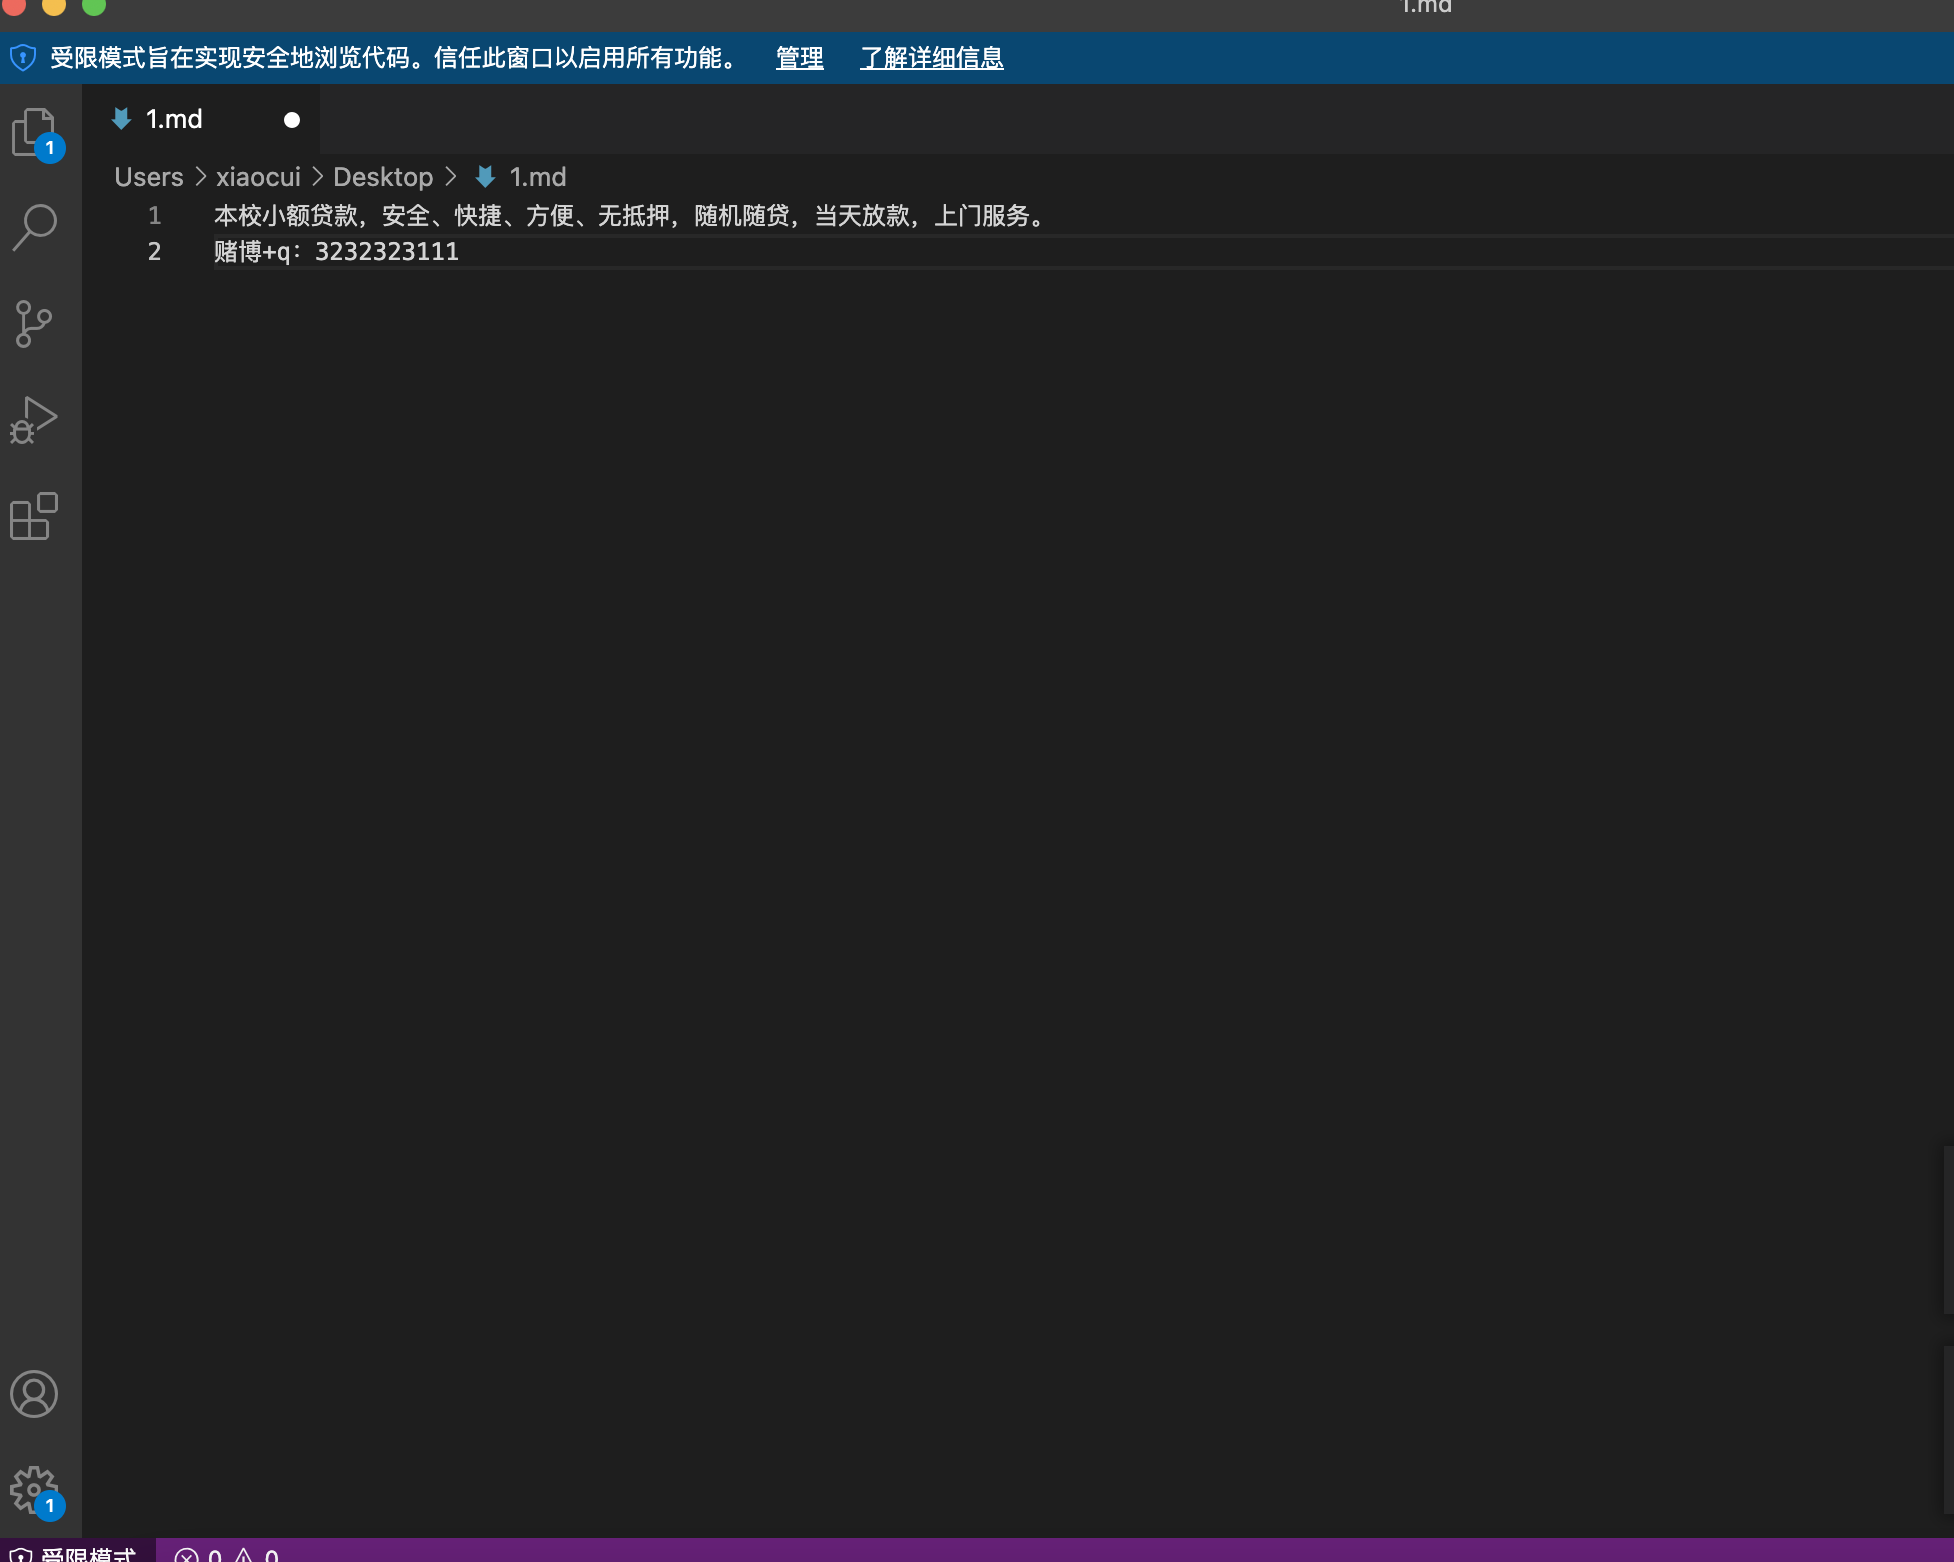 1.md
受限模式旨在实现安全地浏览代码。信任此窗口以启用所有功能。 管理 了解详细信息
1
1.md
Users > xiaocui > Desktop > 1.md
1 本校小额贷款，安全、快捷、方便、无抵押，随机随贷，当天放款，上门服务。
2 赌博+q：3232323111
1
受限模式 0 0